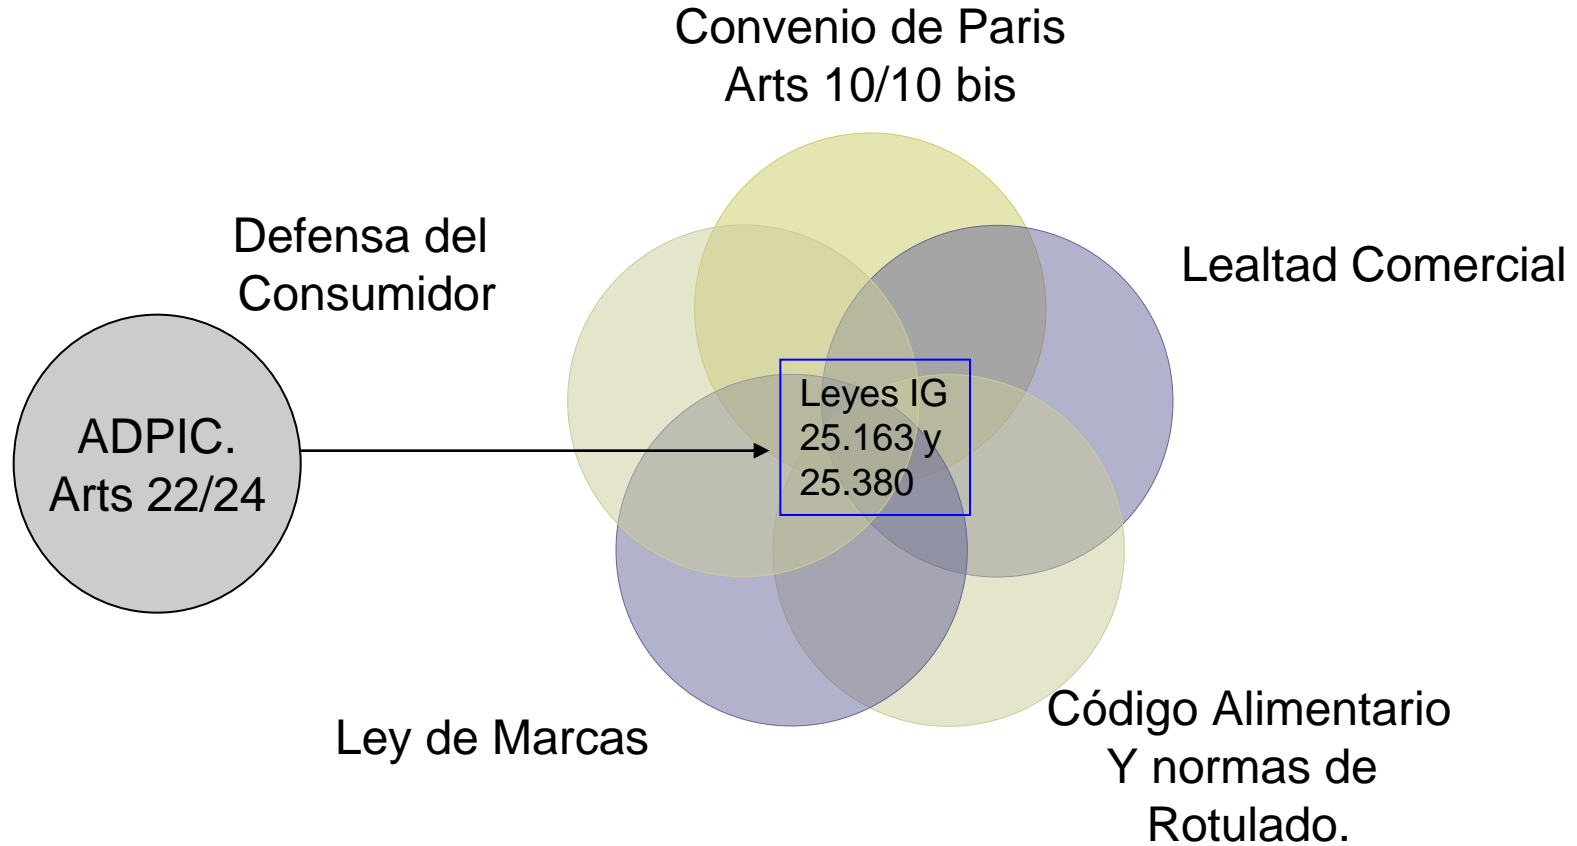 Convenio de Paris
Arts 10/10 bis
Defensa del
Consumidor
Lealtad Comercial
ADPIC.
Arts 22/24
Leyes IG
25.163 y
25.380
Ley de Marcas
Código Alimentario
Y normas de
Rotulado.